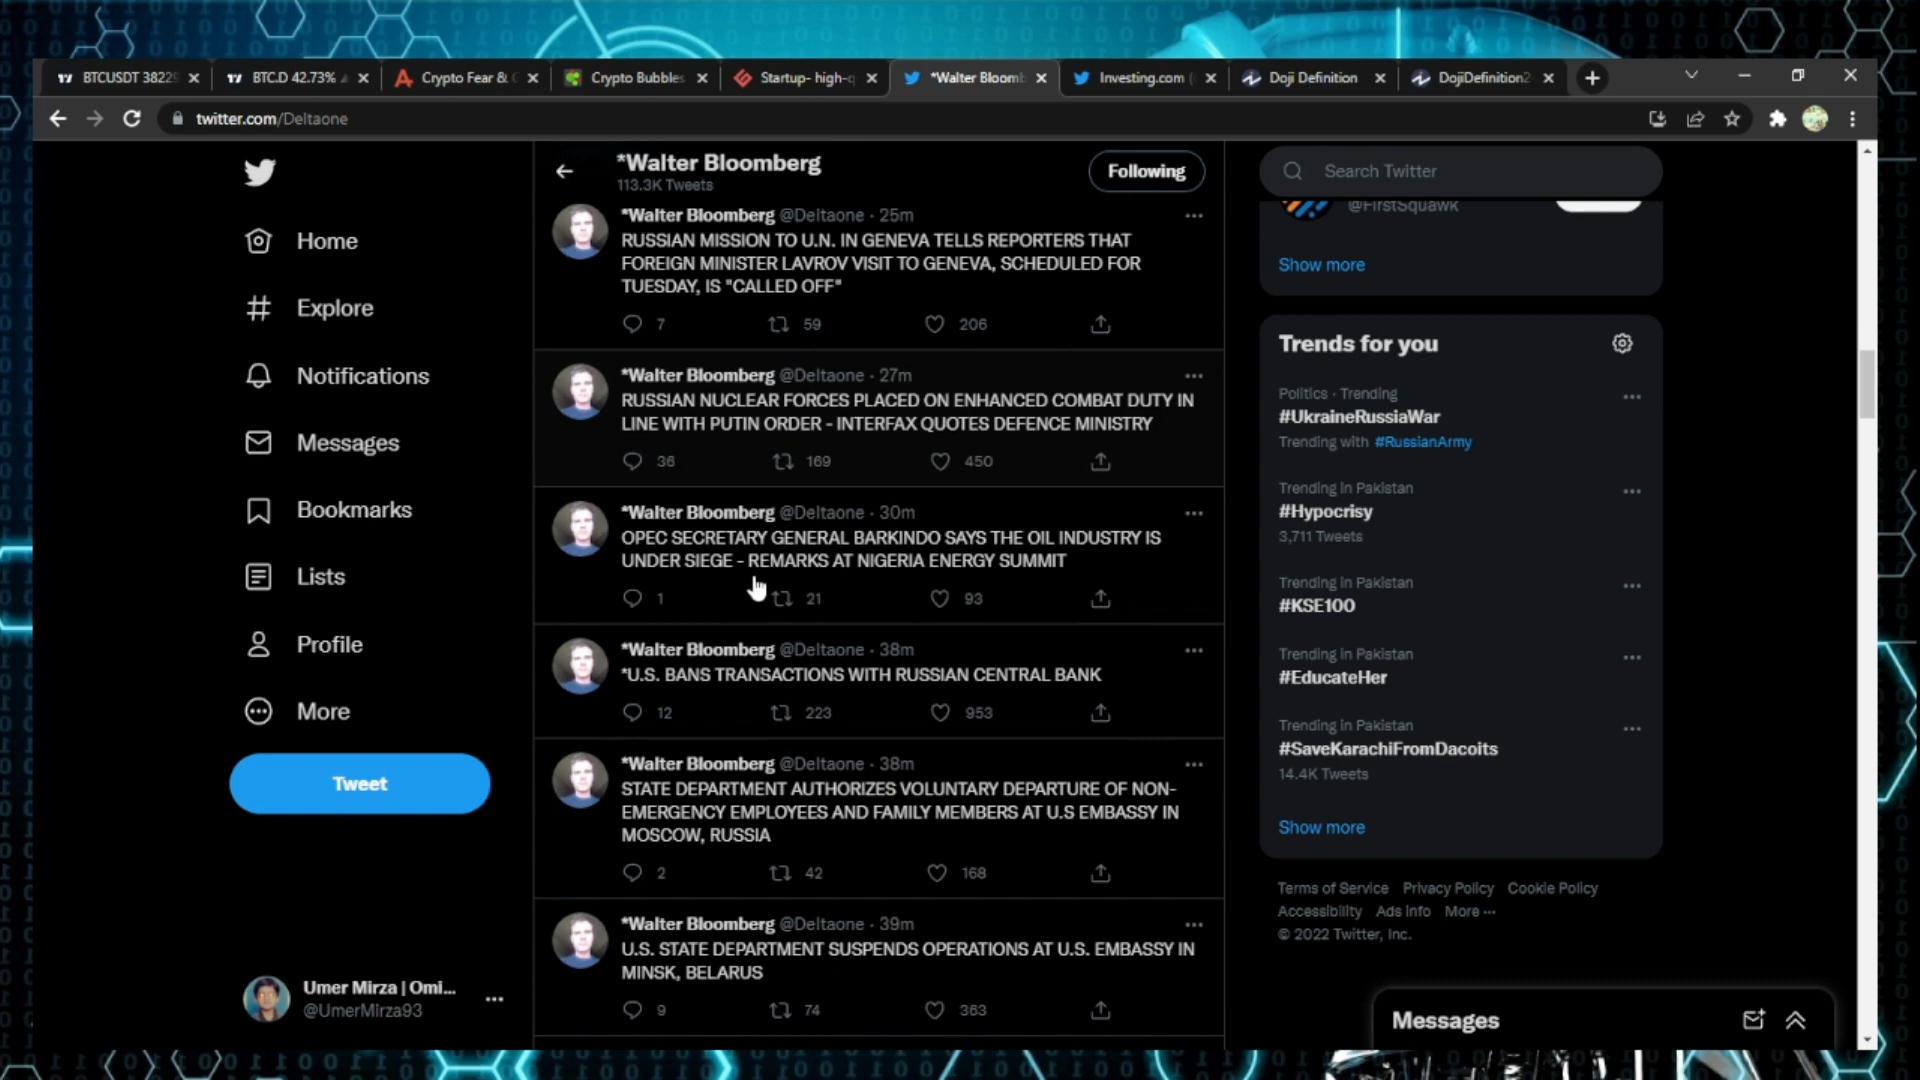 BTCUSDT 38229
BTC.D 42.73%
Crypto Fear &
Crypto Bubbles
Startup- high-q
*Walter Bloomb
Investing.com
Doji Definition
DojiDefinition2
twitter.com/Deltaone
Home
Explore
Notifications
Messages
Bookmarks
Lists
Profile
More
Tweet
Umer Mirza | Omi...
@UmerMirza93
*Walter Bloomberg
113.3K Tweets
Following
*Walter Bloomberg @Deltaone · 25m
RUSSIAN MISSION TO U.N. IN GENEVA TELLS REPORTERS THAT
FOREIGN MINISTER LAVROV VISIT TO GENEVA, SCHEDULED FOR
TUESDAY, IS "CALLED OFF"
7 59 206
*Walter Bloomberg @Deltaone · 27m
RUSSIAN NUCLEAR FORCES PLACED ON ENHANCED COMBAT DUTY IN
LINE WITH PUTIN ORDER - INTERFAX QUOTES DEFENCE MINISTRY
36 169 450
*Walter Bloomberg @Deltaone · 30m
OPEC SECRETARY GENERAL BARKINDO SAYS THE OIL INDUSTRY IS
UNDER SIEGE - REMARKS AT NIGERIA ENERGY SUMMIT
1 21 93
*Walter Bloomberg @Deltaone · 38m
*U.S. BANS TRANSACTIONS WITH RUSSIAN CENTRAL BANK
12 223 953
*Walter Bloomberg @Deltaone · 38m
STATE DEPARTMENT AUTHORIZES VOLUNTARY DEPARTURE OF NON-
EMERGENCY EMPLOYEES AND FAMILY MEMBERS AT U.S EMBASSY IN
MOSCOW, RUSSIA
2 42 168
*Walter Bloomberg @Deltaone · 39m
U.S. STATE DEPARTMENT SUSPENDS OPERATIONS AT U.S. EMBASSY IN
MINSK, BELARUS
9 74 363
Search Twitter
@FirstSquawk
Show more
Trends for you
Politics · Trending
#UkraineRussiaWar
Trending with #RussianArmy
Trending in Pakistan
#Hypocrisy
3,711 Tweets
Trending in Pakistan
#KSE100
Trending in Pakistan
#EducateHer
Trending in Pakistan
#SaveKarachiFromDacoits
14.4K Tweets
Show more
Terms of Service Privacy Policy Cookie Policy
Accessibility Ads info More ···
© 2022 Twitter, Inc.
Messages